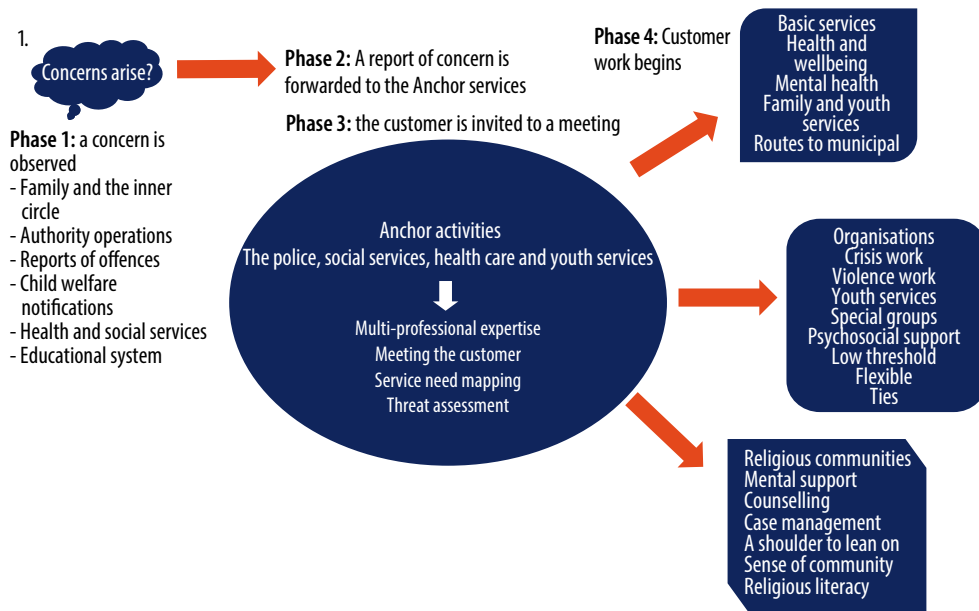 1.
Concerns arise?
Phase 1: a concern is
observed
- Family and the inner
circle
- Authority operations
- Reports of offences
- Child welfare
notifications
- Health and social services
- Educational system
Phase 2: A report of concern is
forwarded to the Anchor services
Phase 3: the customer is invited to a meeting
Anchor activities
The police, social services, health care and youth services
Multi-professional expertise
Meeting the customer
Service need mapping
Threat assessment
Phase 4: Customer
work begins
Basic services
Health and
wellbeing
Mental health
Family and youth
services
Routes to municipal
Organisations
Crisis work
Violence work
Youth services
Special groups
Psychosocial support
Low threshold
Flexible
Ties
Religious communities
Mental support
Counselling
Case management
A shoulder to lean on
Sense of community
Religious literacy